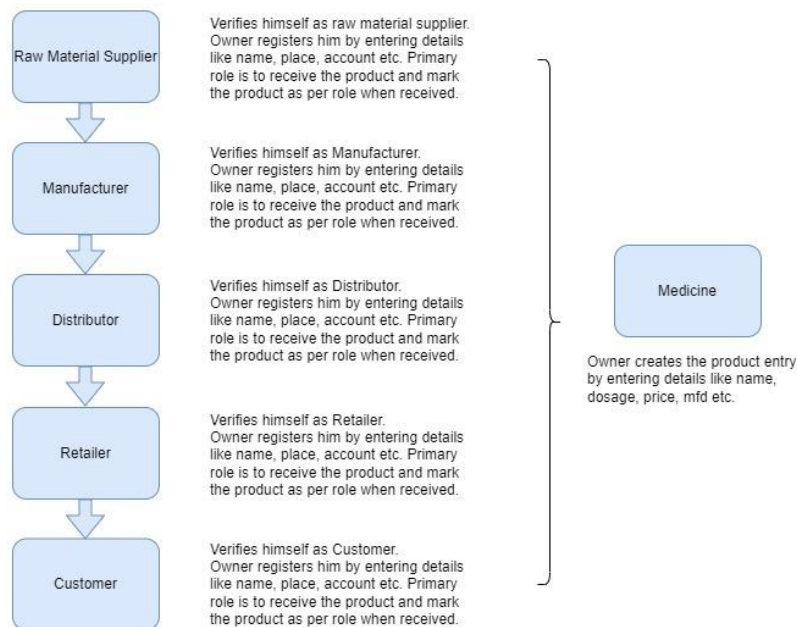 Raw Material Supplier
Verifies himself as raw material supplier.
Owner registers him by entering details
like name, place, account etc. Primary
role is to receive the product and mark
the product as per role when received.
Manufacturer
Verifies himself as Manufacturer.
Owner registers him by entering details
like name, place, account etc. Primary
role is to receive the product and mark
the product as per role when received.
Distributor
Verifies himself as Distributor.
Owner registers him by entering details
like name, place, account etc. Primary
role is to receive the product and mark
the product as per role when received.
Retailer
Verifies himself as Retailer.
Owner registers him by entering details
like name, place, account etc. Primary
role is to receive the product and mark
the product as per role when received.
Customer
Verifies himself as Customer.
Owner registers him by entering details
like name, place, account etc. Primary
role is to receive the product and mark
the product as per role when received.
Medicine
Owner creates the product entry
by entering details like name,
dosage, price, mfd etc.